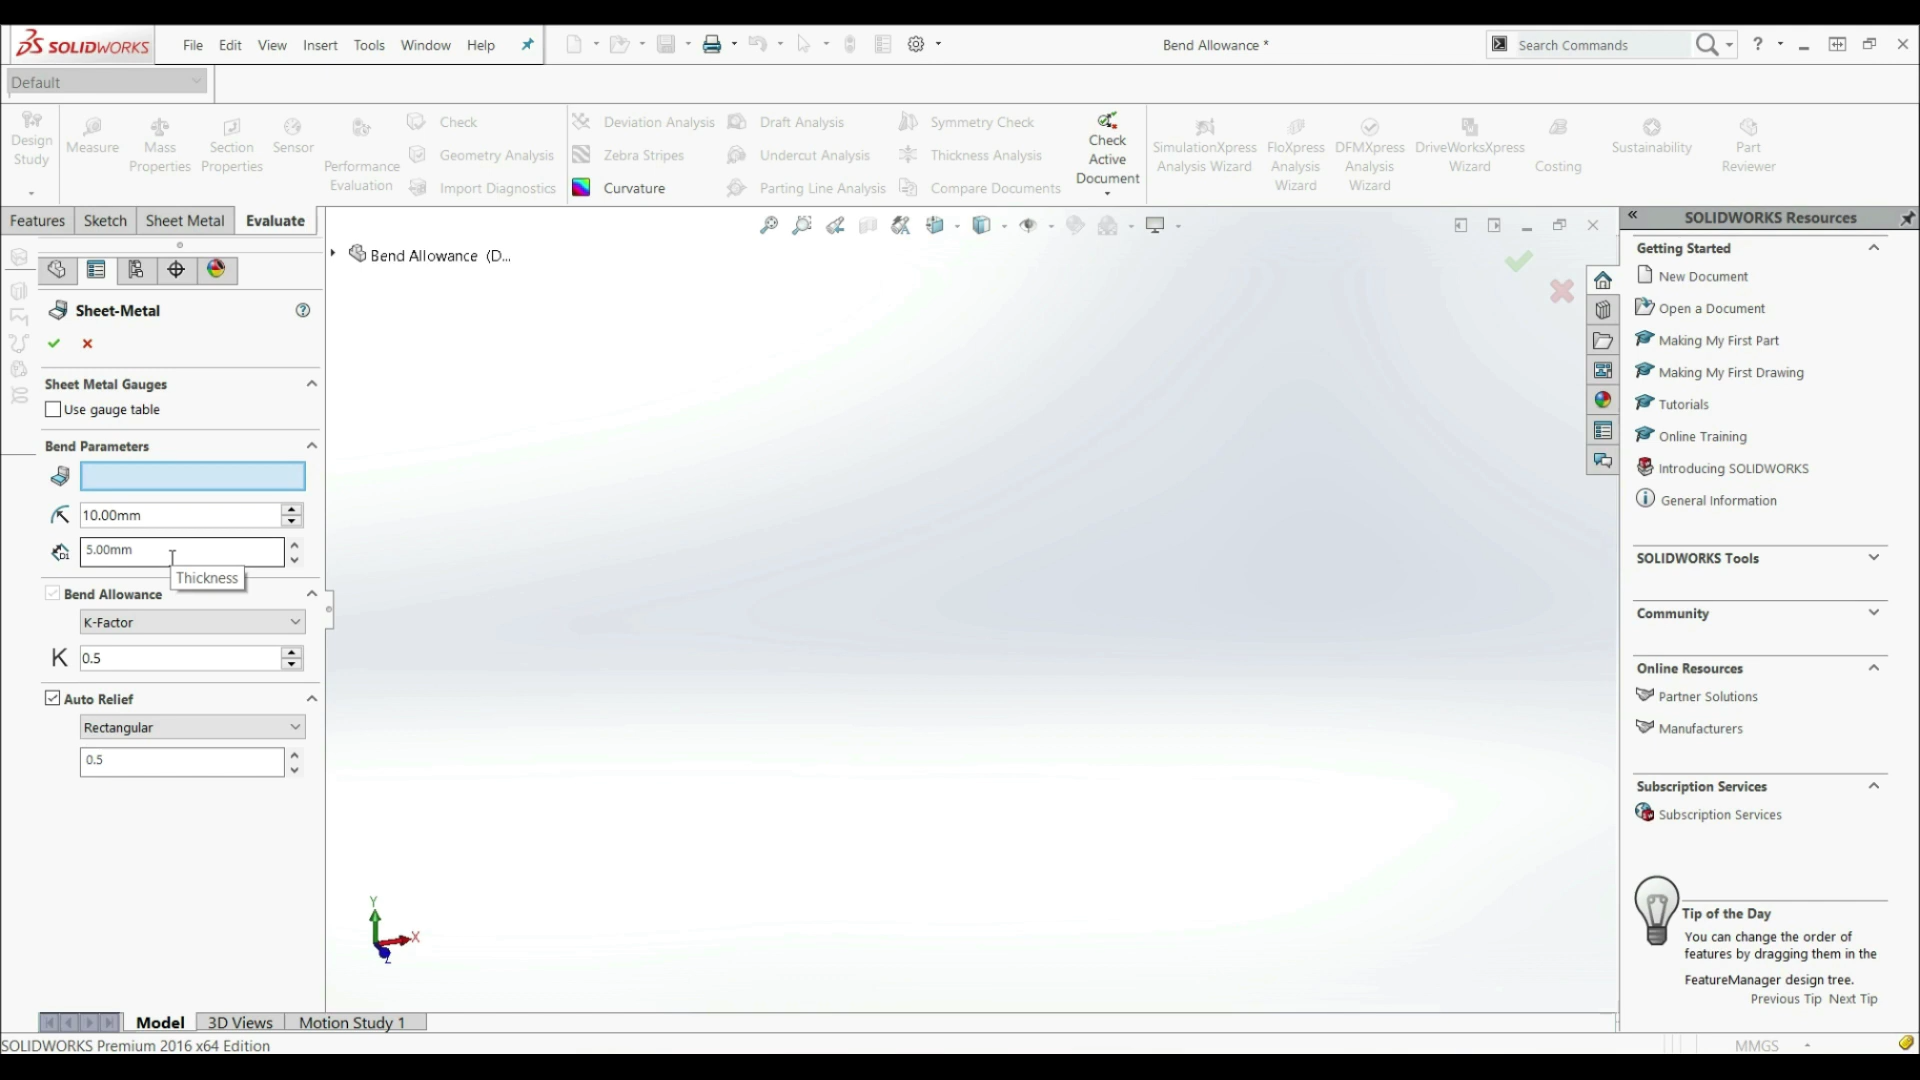 SOLIDWORKS
File Edit View Insert Tools Window Help
Bend Allowance *
Search Commands
Default
Design Study
Measure
Mass Properties
Section Properties
Sensor
Performance Evaluation
Check
Geometry Analysis
Import Diagnostics
Deviation Analysis
Zebra Stripes
Curvature
Draft Analysis
Undercut Analysis
Parting Line Analysis
Symmetry Check
Thickness Analysis
Compare Documents
Check Active Document
SimulationXpress Analysis Wizard
FloXpress Analysis Wizard
DFMXpress Analysis Wizard
DriveWorksXpress Wizard
Costing
Sustainability
Part Reviewer
Features Sketch Sheet Metal Evaluate
Bend Allowance (D...
Sheet-Metal
Sheet Metal Gauges
Use gauge table
Bend Parameters
10.00mm
5.00mm
Thickness
Bend Allowance
K-Factor
K 0.5
Auto Relief
Rectangular
0.5
Y
X
Z
SOLIDWORKS Resources
Getting Started
New Document
Open a Document
Making My First Part
Making My First Drawing
Tutorials
Online Training
Introducing SOLIDWORKS
General Information
SOLIDWORKS Tools
Community
Online Resources
Partner Solutions
Manufacturers
Subscription Services
Subscription Services
Tip of the Day
You can change the order of
features by dragging them in the
FeatureManager design tree.
Previous Tip Next Tip
Model 3D Views Motion Study 1
SOLIDWORKS Premium 2016 x64 Edition
MMGS